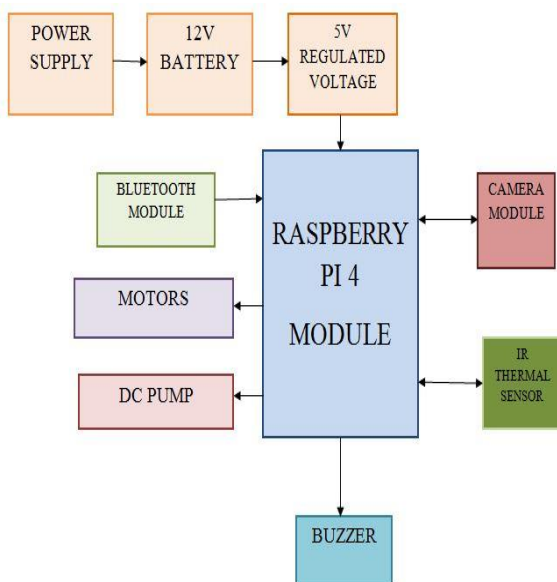 POWER
SUPPLY
12V
BATTERY
5V
REGULATED
VOLTAGE
BLUETOOTH
MODULE
RASPBERRY
PI 4
MODULE
CAMERA
MODULE
MOTORS
DC PUMP
IR
THERMAL
SENSOR
BUZZER